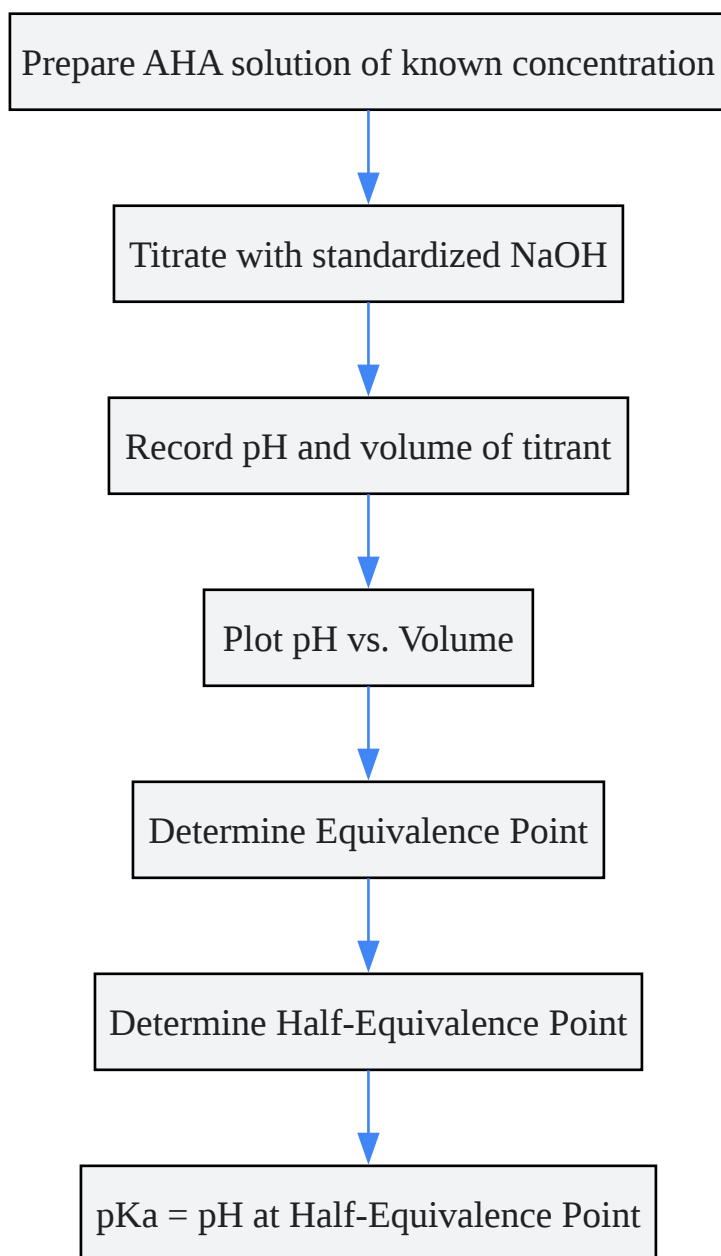 Prepare AHA solution of known concentration
Titrate with standardized NaOH
Record pH and volume of titrant
Plot pH vs. Volume
Determine Equivalence Point
Determine Half-Equivalence Point
pKa = pH at Half-Equivalence Point